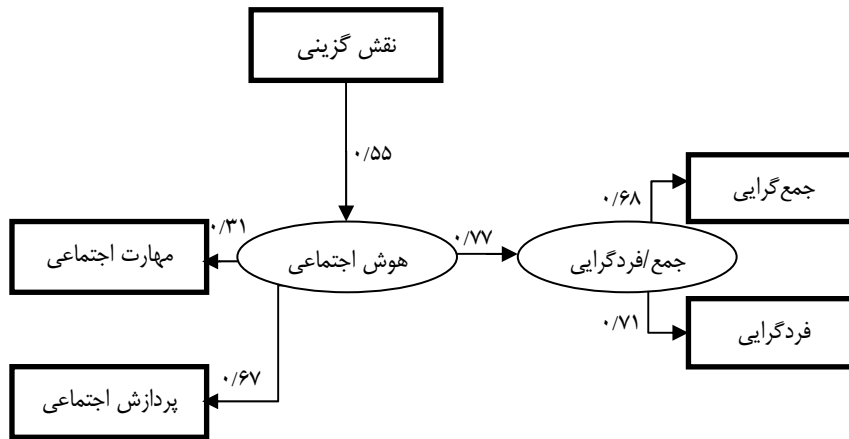 نقش گزینی
۰/۵۵
جمع‌گرایی
۰/۶۸
۰/۳۱
۰/۷۷
مهارت اجتماعی
هوش اجتماعی
جمع/فردگرایی
۰/۷۱
فردگرایی
۰/۶۷
پردازش اجتماعی